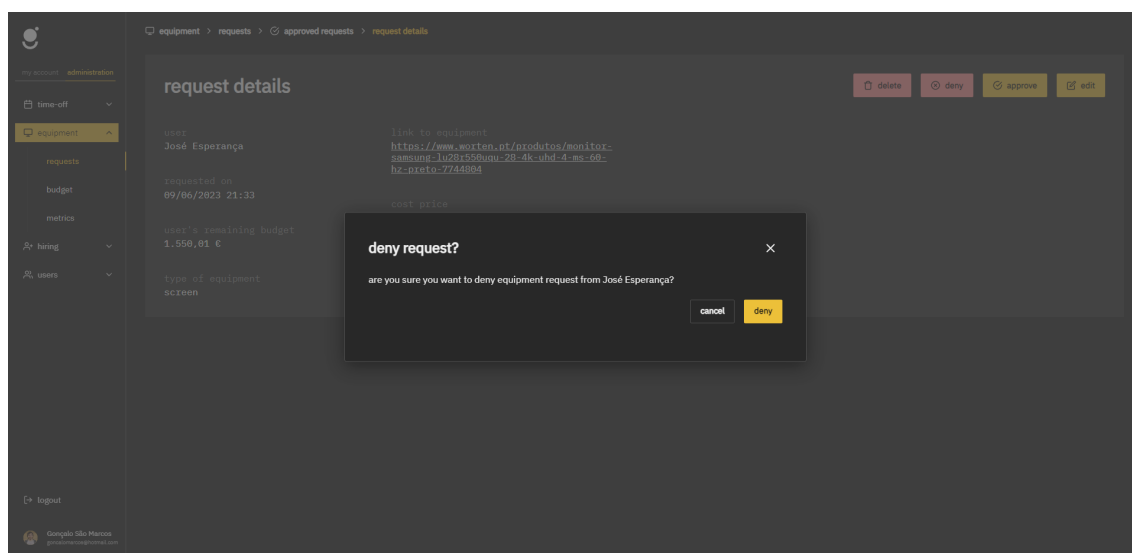 equipment > requests > approved requests > request details
my account administration
request details
delete deny approve edit
time-off
equipment
requests
budget
metrics
hiring
users
user
José Esperança
requested on
09/06/2023 21:33
user's remaining budget
1.550,01 €
type of equipment
screen
link to equipment
https://www.worten.pt/produtos/monitor-
samsung-lu28r550uqu-28-4k-uhd-4-ms-60-
hz-preto-7744804
cost price
deny request?
are you sure you want to deny equipment request from José Esperança?
cancel deny
logout
Gonçalo São Marcos